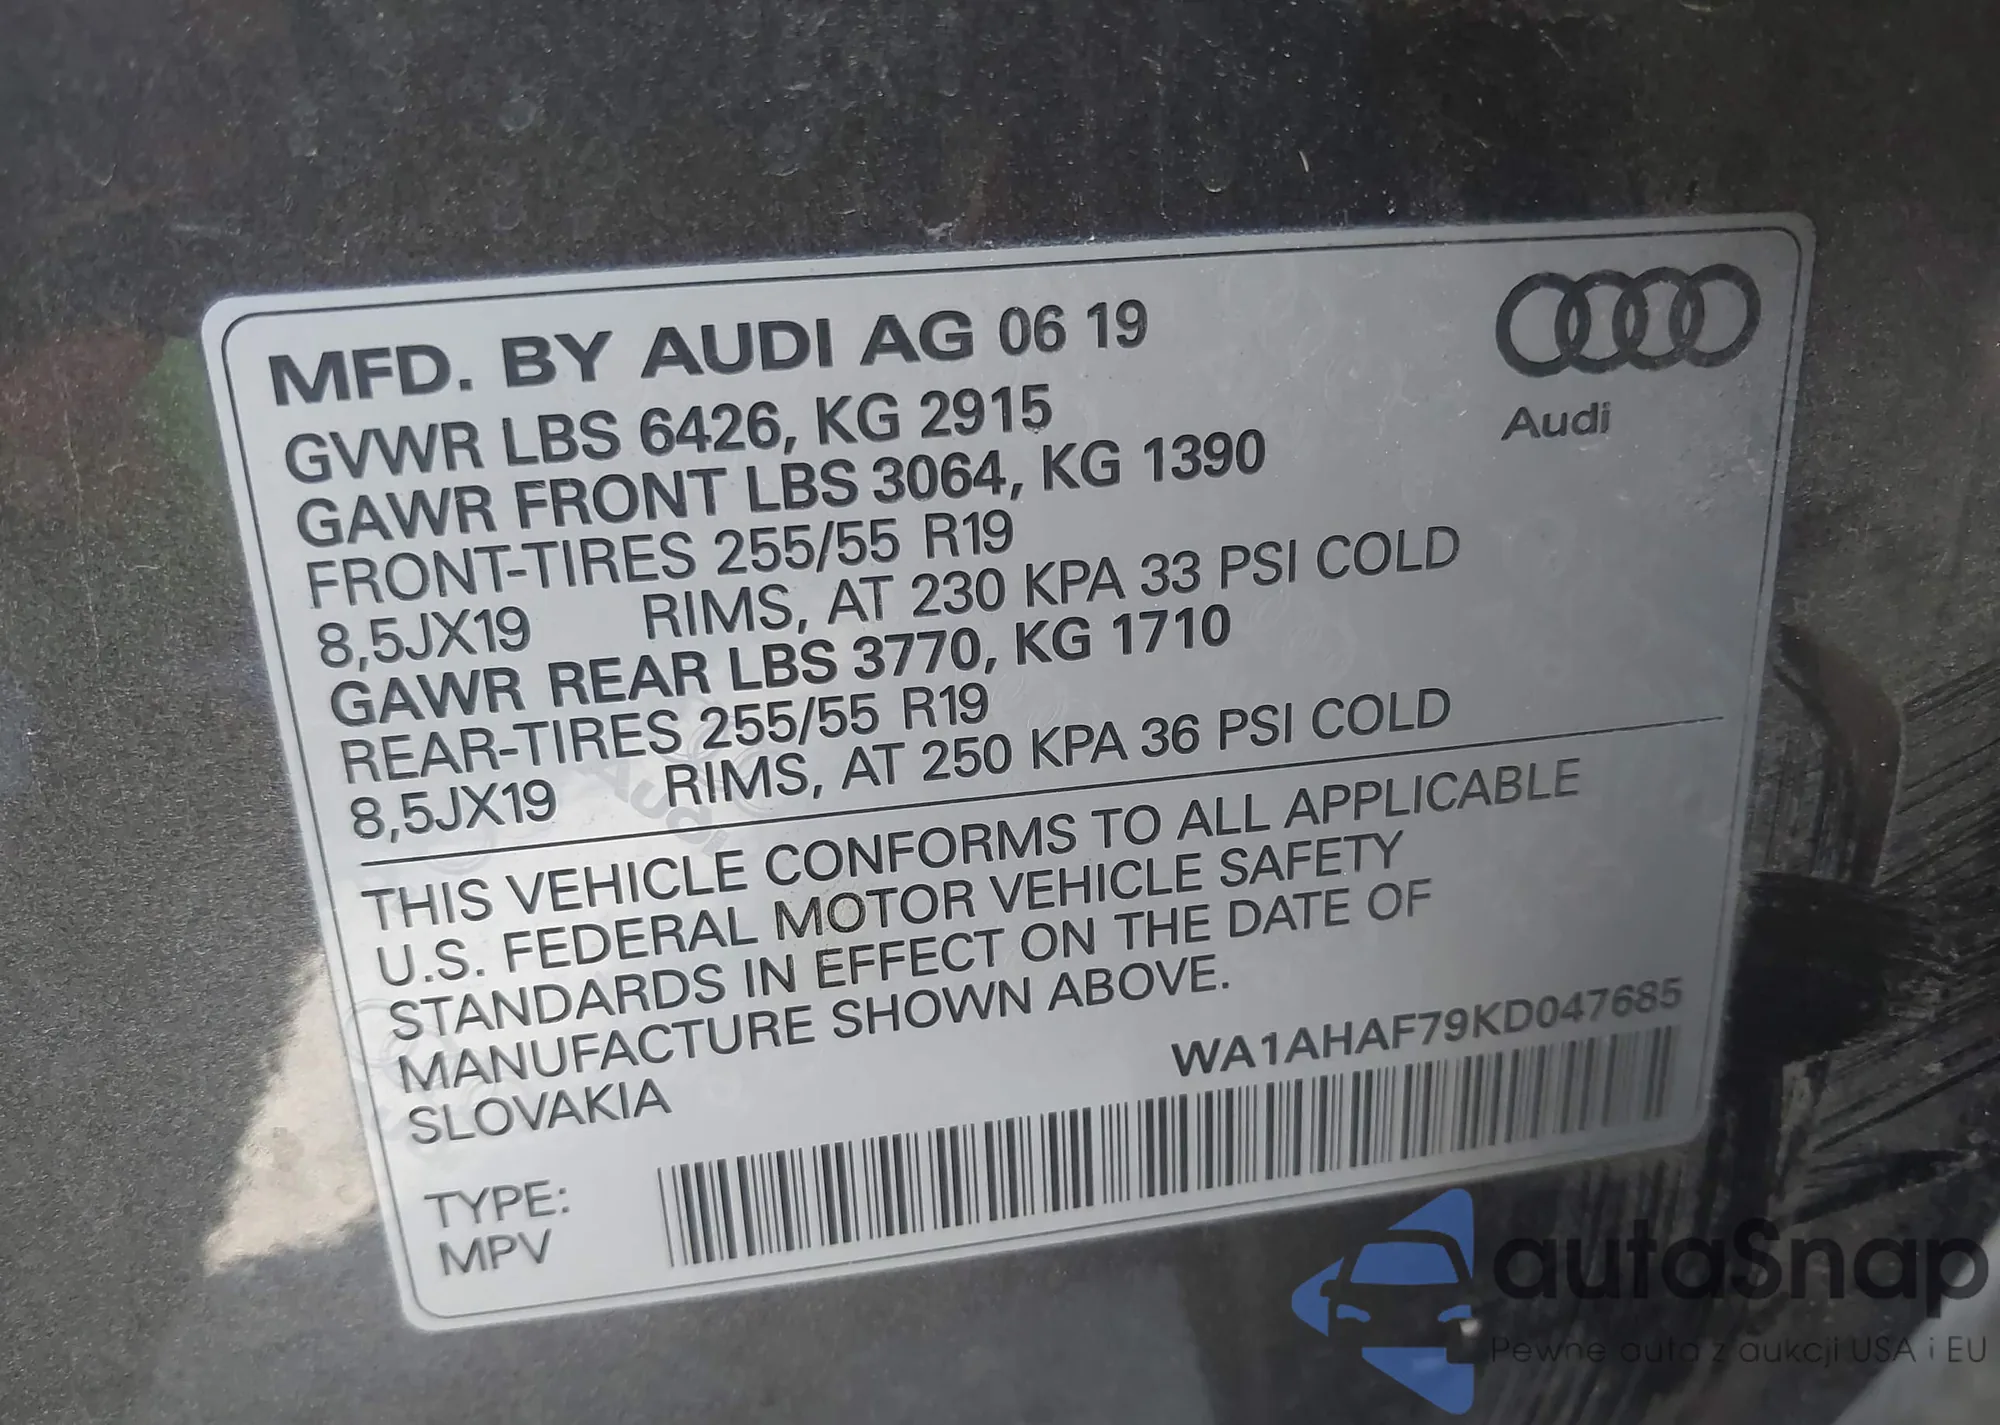 MFD. BY AUDI AG 06 19
GVWR LBS 6426, KG 2915
GAWR FRONT LBS 3064, KG 1390
FRONT-TIRES 255/55 R19
8,5JX19 RIMS, AT 230 KPA 33 PSI COLD
GAWR REAR LBS 3770, KG 1710
REAR-TIRES 255/55 R19
8,5JX19 RIMS, AT 250 KPA 36 PSI COLD
Audi
THIS VEHICLE CONFORMS TO ALL APPLICABLE
U.S. FEDERAL MOTOR VEHICLE SAFETY
STANDARDS IN EFFECT ON THE DATE OF
MANUFACTURE SHOWN ABOVE.
SLOVAKIA
WA1AHAF79KD047685
TYPE:
MPV
autaSnap
Pewne auta z aukcji USA i EU